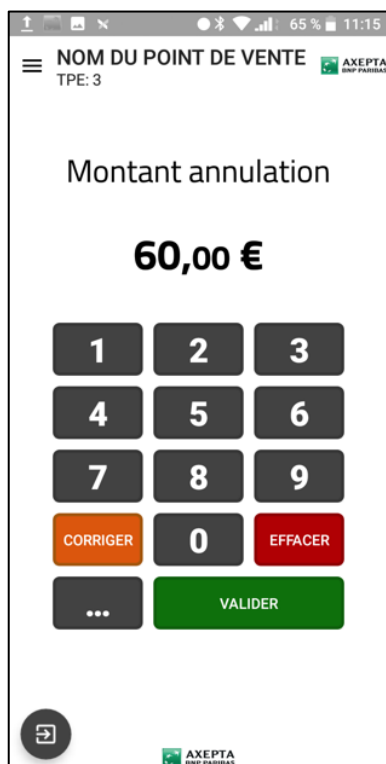 65 % 11:15
NOM DU POINT DE VENTE
TPE: 3
AXEPTA
BNP PARIBAS
Montant annulation
60,00 €
1 2 3
4 5 6
7 8 9
CORRIGER 0 EFFACER
... VALIDER
AXEPTA
BNP PARIBAS